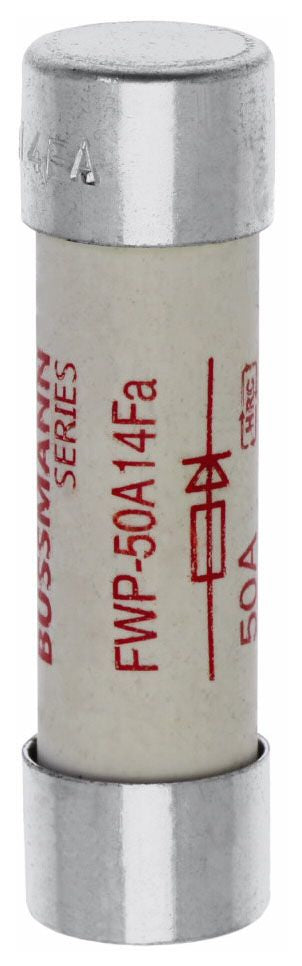 14FA
BUSSMANN
SERIES
FWP-50A14Fa
HRC
50A